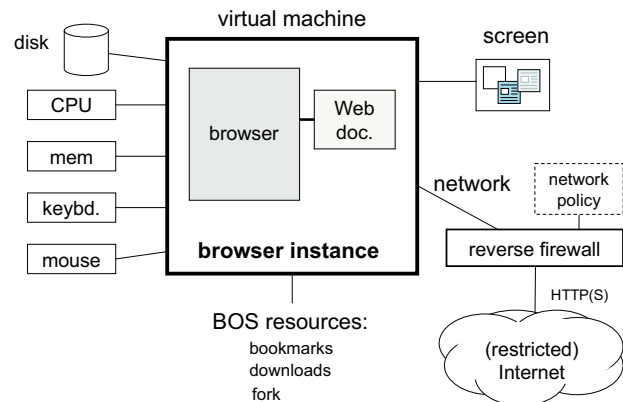 virtual machine
disk
screen
CPU
browser
Web
doc.
mem
network
network
policy
keybd.
mouse
browser instance
reverse firewall
HTTP(S)
BOS resources:
bookmarks
downloads
fork
(restricted)
Internet